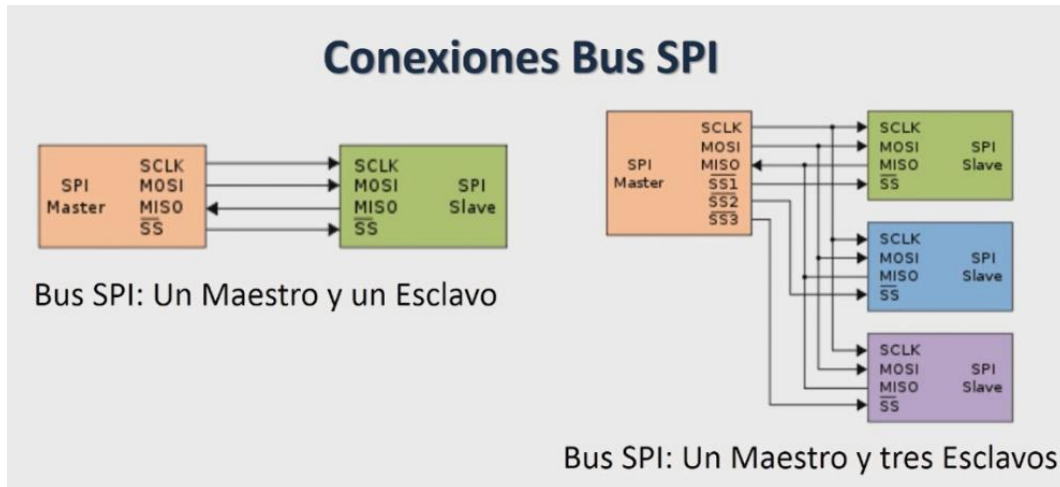 Conexiones Bus SPI
SPI
Master
SCLK
MOSI
MISO
SS
SCLK
MOSI
MISO
SS
SPI
Slave
Bus SPI: Un Maestro y un Esclavo
SPI
Master
SCLK
MOSI
MISO
SS1
SS2
SS3
SCLK
MOSI
MISO
SS
SPI
Slave
SCLK
MOSI
MISO
SS
SPI
Slave
SCLK
MOSI
MISO
SS
SPI
Slave
Bus SPI: Un Maestro y tres Esclavos